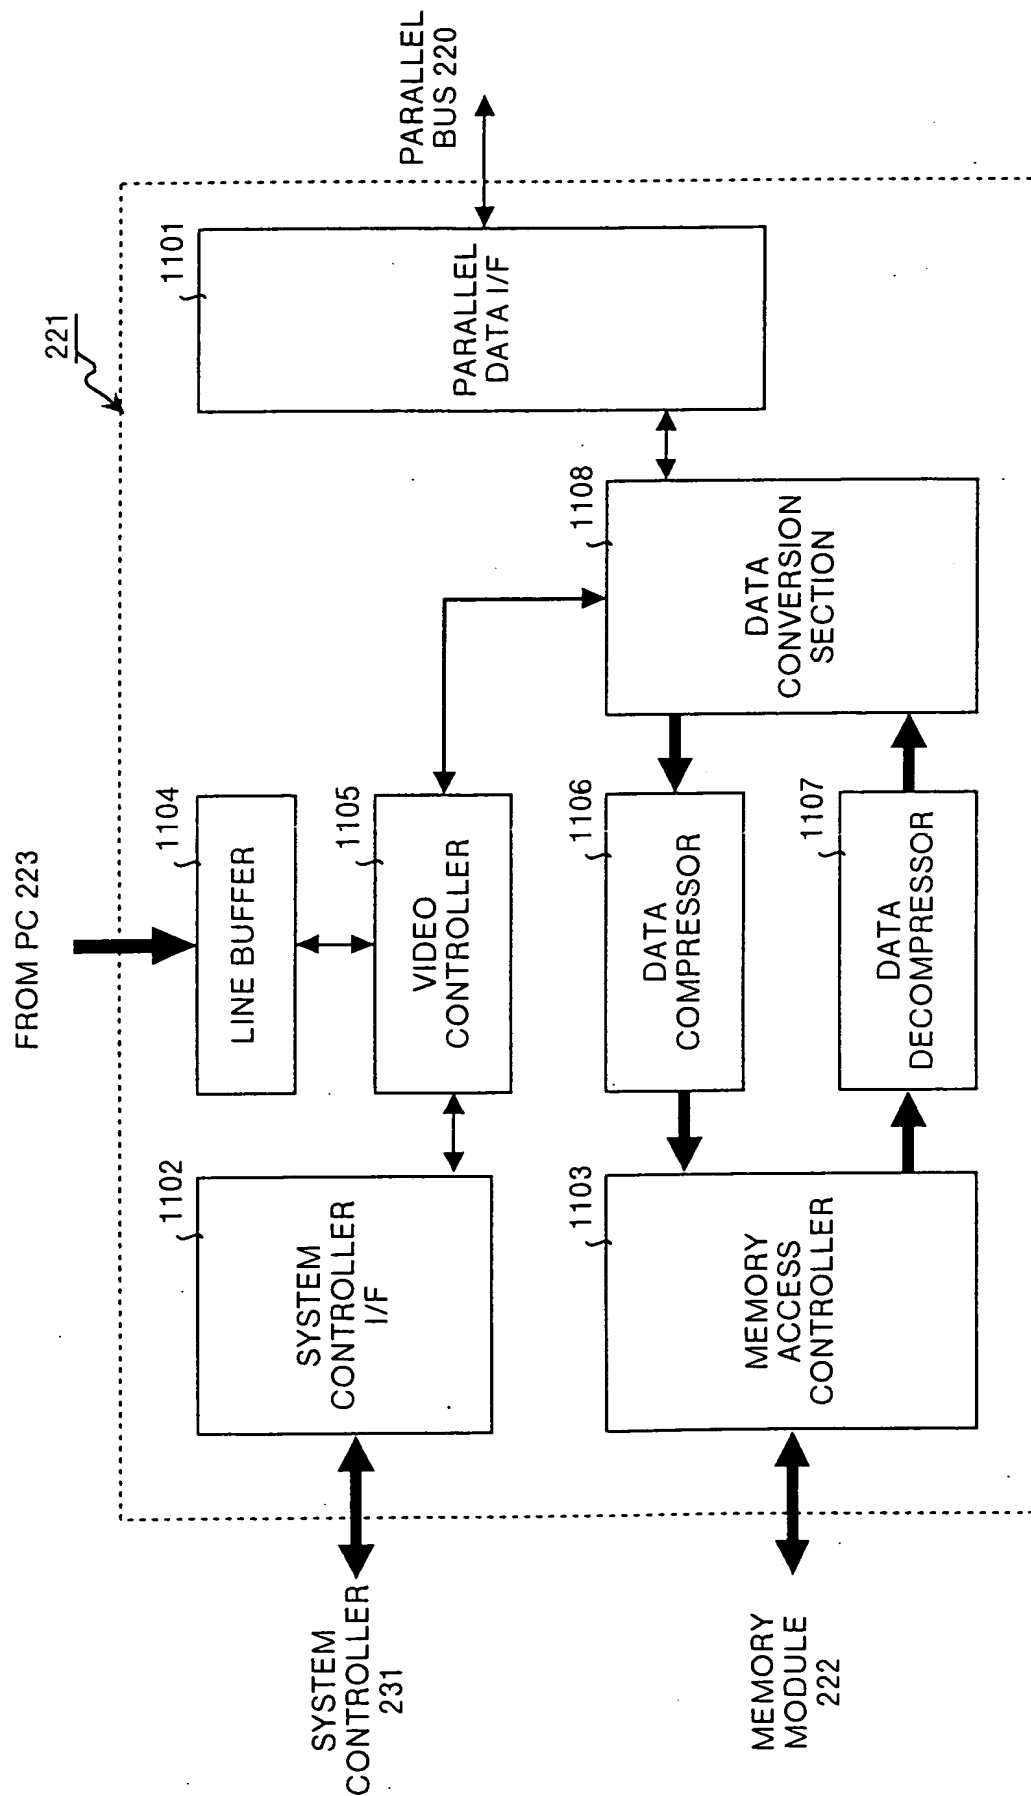 FROM PC 223
221
1104
LINE BUFFER
1102
SYSTEM
CONTROLLER
I/F
1105
VIDEO
CONTROLLER
1101
PARALLEL
DATA I/F
PARALLEL
BUS 220
SYSTEM
CONTROLLER
231
1103
MEMORY
ACCESS
CONTROLLER
1106
DATA
COMPRESSOR
1108
DATA
CONVERSION
SECTION
1107
DATA
DECOMPRESSOR
MEMORY
MODULE
222